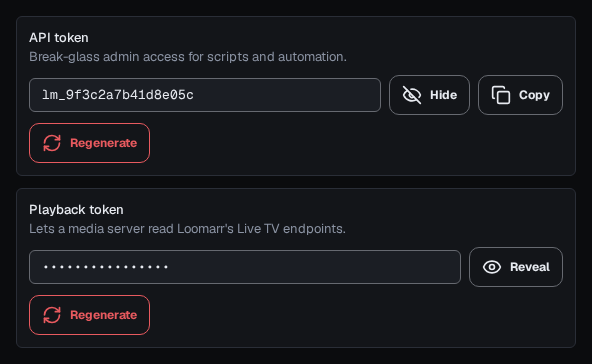 API token
Break-glass admin access for scripts and automation.
lm_9f3c2a7b41d8e05c
Hide
Copy
Regenerate
Playback token
Lets a media server read Loomarr's Live TV endpoints.
••••••••••••••••
Reveal
Regenerate